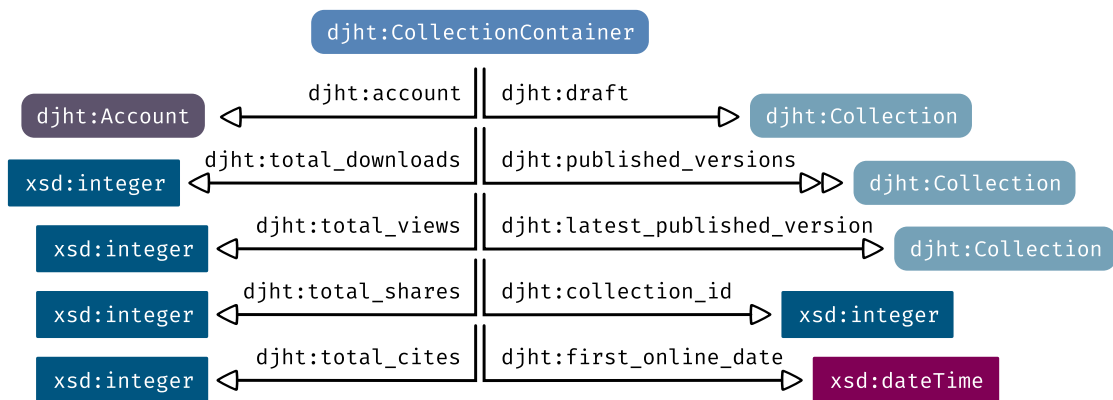 djht:CollectionContainer
djht:account djht:draft
djht:Account djht:Collection
djht:total_downloads djht:published_versions
xsd:integer djht:Collection
djht:total_views djht:latest_published_version
xsd:integer djht:Collection
djht:total_shares djht:collection_id
xsd:integer xsd:integer
djht:total_cites djht:first_online_date
xsd:integer xsd:dateTime